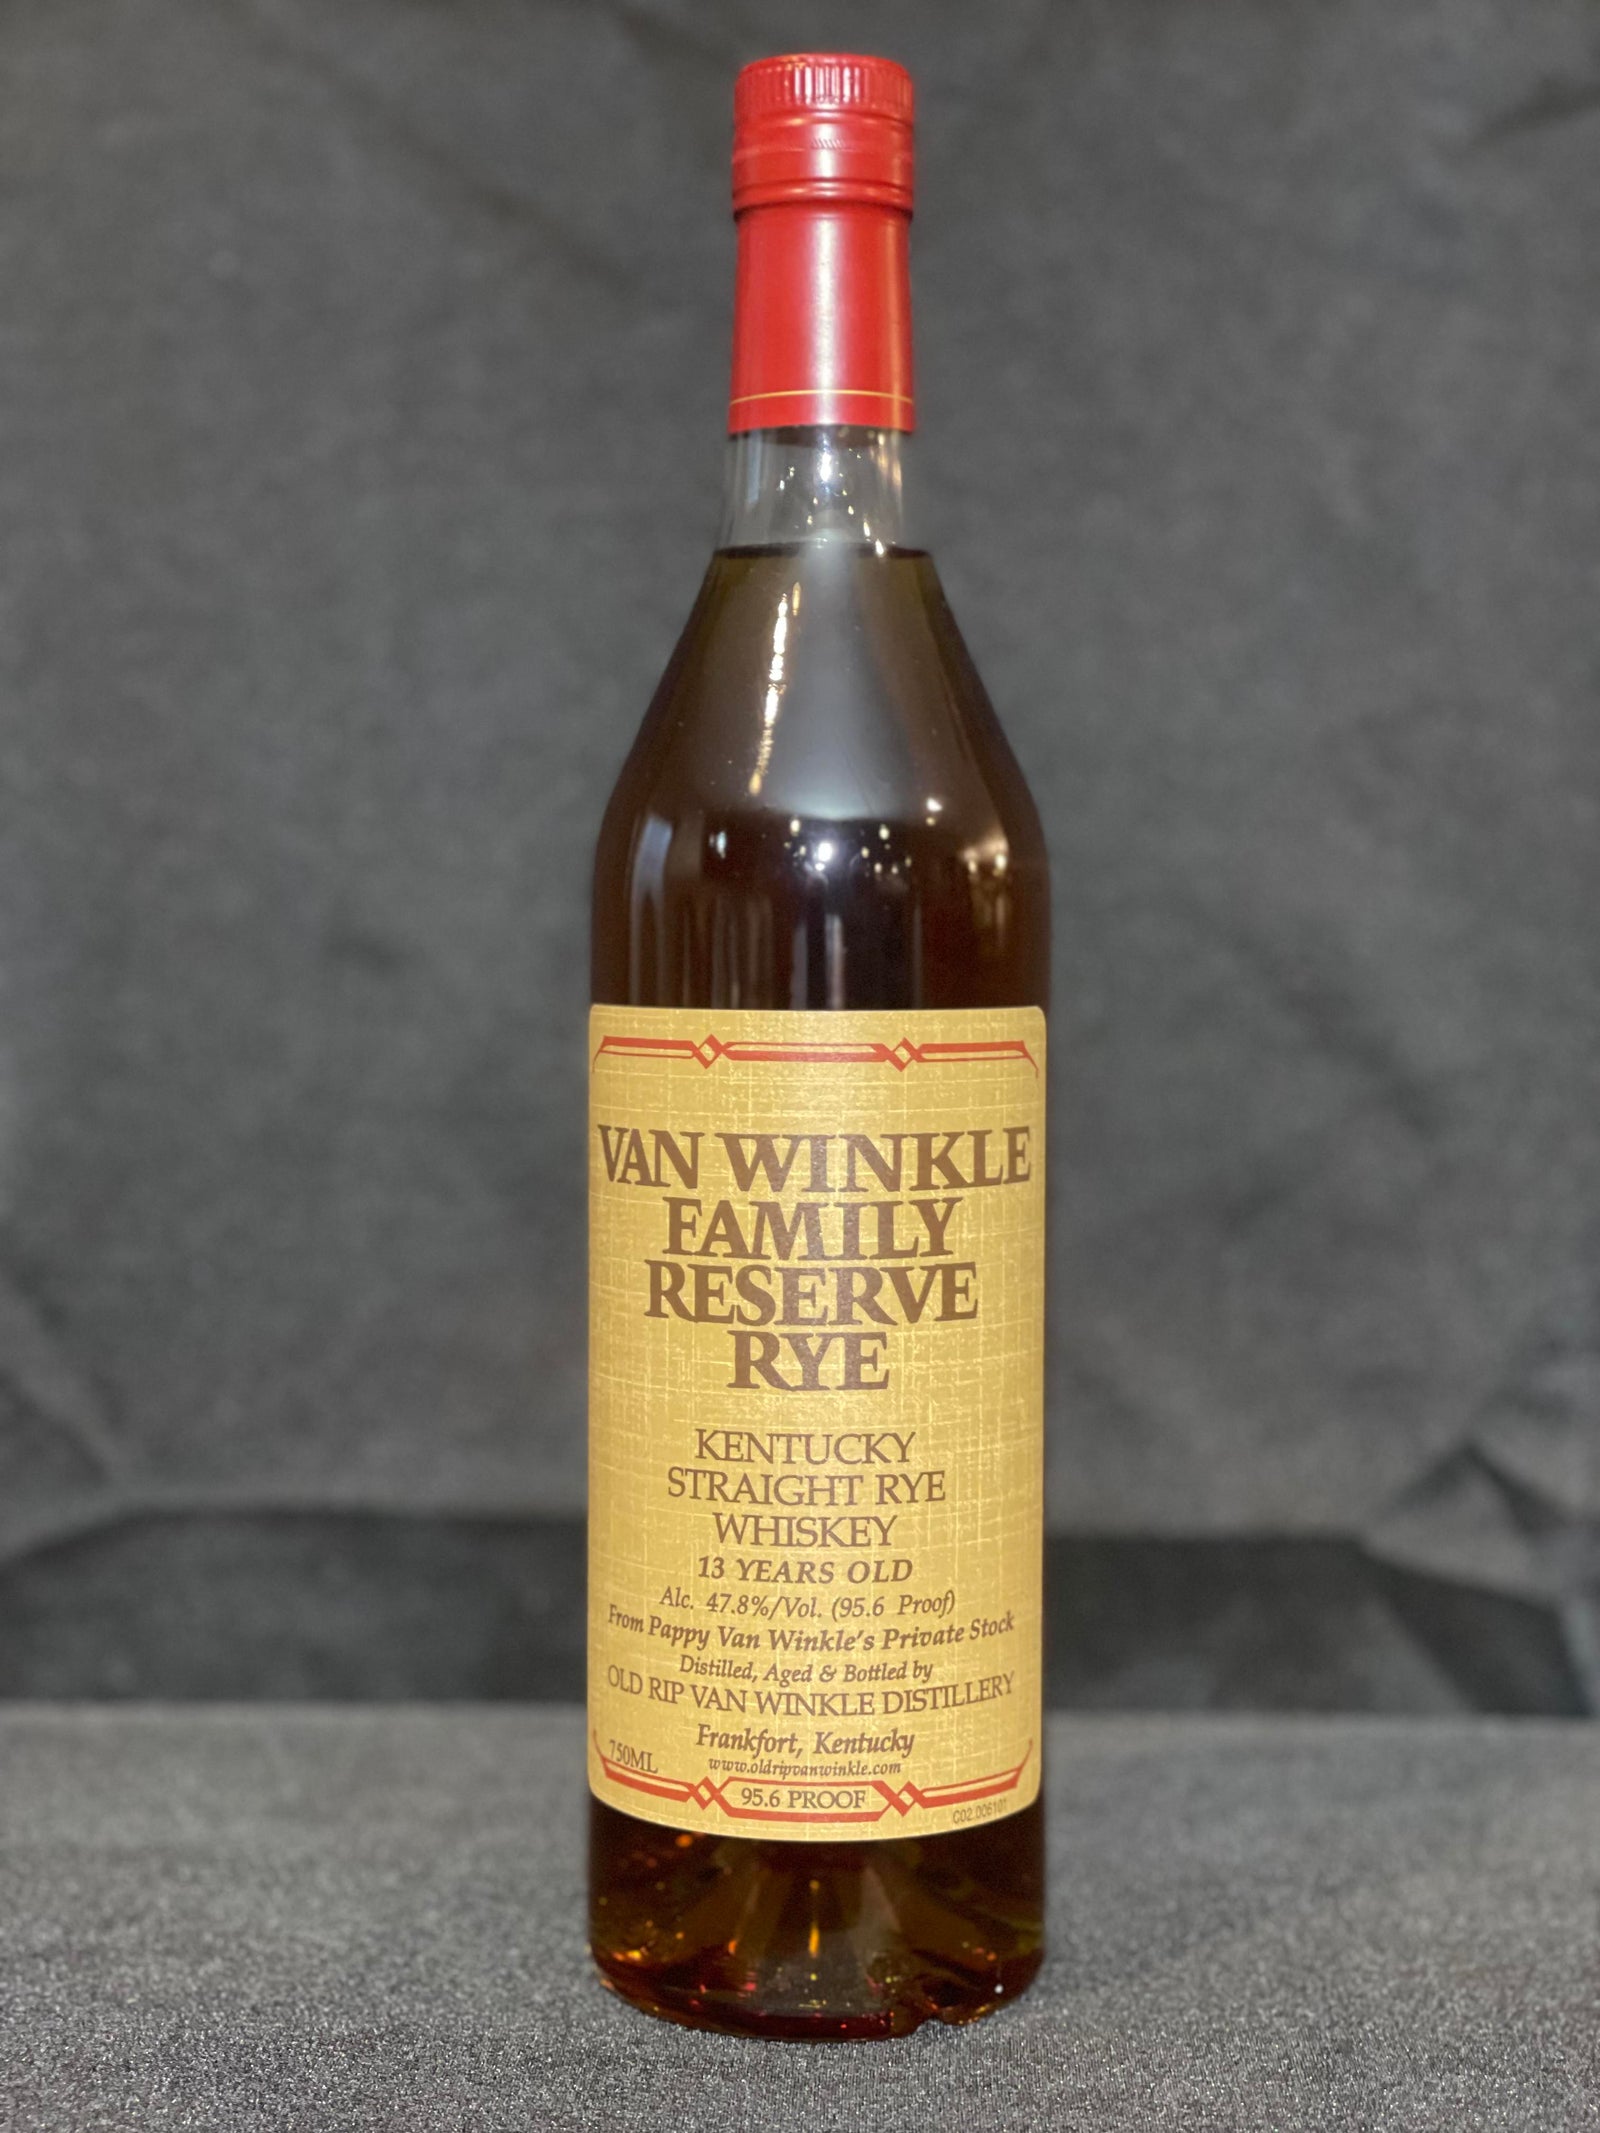 VAN WINKLE
FAMILY
RESERVE
RYE
KENTUCKY
STRAIGHT RYE
WHISKEY
13 YEARS OLD
Alc. 47.8%/Vol. (95.6 Proof)
From Pappy Van Winkle's Private Stock
Distilled, Aged & Bottled by
OLD RIP VAN WINKLE DISTILLERY
Frankfort, Kentucky
750ML
www.oldripvanwinkle.com
95.6 PROOF
C02.006101